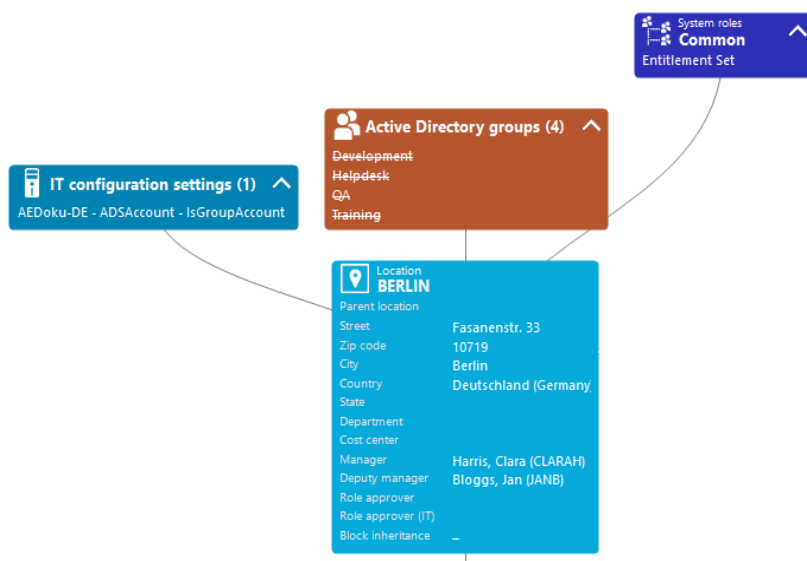 System roles
Common
Entitlement Set
Active Directory groups (4)
Development
Helpdesk
QA
Training
IT configuration settings (1)
AEDoku-DE - ADSAccount - IsGroupAccount
Location
BERLIN
Parent location
Street Fasanenstr. 33
Zip code 10719
City Berlin
Country Deutschland (Germany)
State
Department
Cost center
Manager Harris, Clara (CLARAH)
Deputy manager Bloggs, Jan (JANB)
Role approver
Role approver (IT)
Block inheritance _